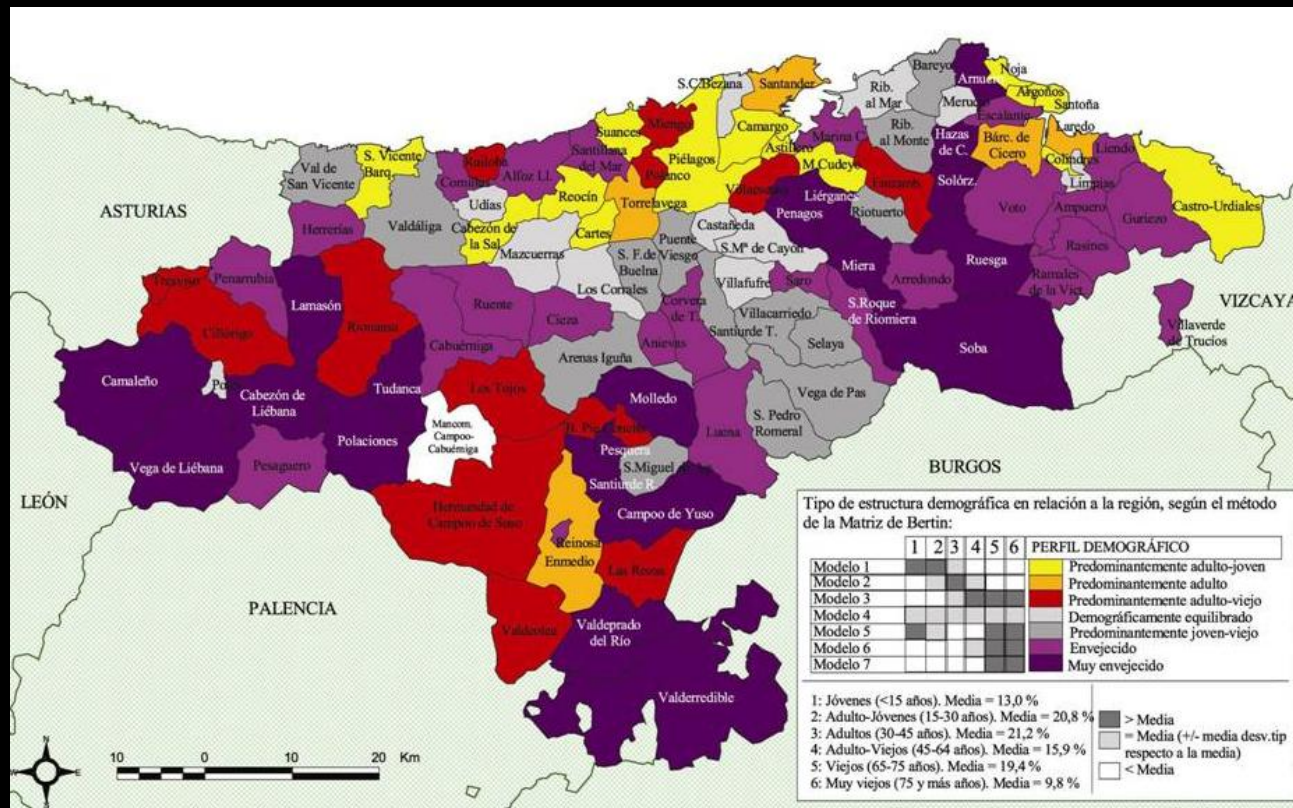 Noja
Bareyo
Arnuero
S.C.Bezana
Santander
Argoños
Rib.
al Mar
Meruelo
Santoña
Escalante
Suances
Miengo
Camargo
Laredo
Marina C.
Rib.
al Monte
Hazas
de C.
Bárc. de
Cicero
Liendo
S. Vicente
Barq.
Santillana
del Mar
Astillero
Colindres
Val de
San Vicente
Ruiloba
Piélagos
M.Cudeyo
Polanco
Limpias
Comillas
Alfoz Ll.
Villaescusa
Solórz.
Castro-Urdiales
Reocín
Liérganes
ASTURIAS
Udías
Torrelavega
Penagos
Riotuerto
Voto
Ampuero
Guriezo
Herrerías
Valdáliga
Cabezón de
la Sal
Cartes
Castañeda
Puente
Viesgo
S.Mª de Cayón
Rasines
Mazcuerras
S. F. de
Buelna
Miera
Ruesga
Peñarrubia
Arredondo
Ramales
de la Vict.
Tresviso
Lamasón
Los Corrales
Villafufre
Saro
VIZCAYA
Ruente
Corvera
de T.
S.Roque
de Riomiera
Cillorigo
Rionansa
Cieza
Villacarriedo
Santiurde T.
Villaverde
de Trucíos
Cabuérniga
Anievas
Selaya
Soba
Arenas Iguña
Camaleño
Tudanca
Los Tojos
Cabezón de
Liébana
Molledo
Vega de Pas
Mancom.
Campoo-
Cabuérniga
S. Pedro
Romeral
Luena
Polaciones
Pesquera
Vega de Liébana
Pesaguero
S.Miguel
BURGOS
Santiurde R.
LEÓN
Hermandad de
Campoo de Suso
Campoo de Yuso
Reinosa
Enmedio
Las Rozas
PALENCIA
Valdeolea
Valdeprado
del Río
Valderredible
N
W
E
S
10 0 10 20 Km
Tipo de estructura demográfica en relación a la región, según el método
de la Matriz de Bertin:
1 2 3 4 5 6 PERFIL DEMOGRÁFICO
Modelo 1 Predominantemente adulto-joven
Modelo 2 Predominantemente adulto
Modelo 3 Predominantemente adulto-viejo
Modelo 4 Demográficamente equilibrado
Modelo 5 Predominantemente joven-viejo
Modelo 6 Envejecido
Modelo 7 Muy envejecido
1: Jóvenes (<15 años). Media = 13,0 %
2: Adulto-Jóvenes (15-30 años). Media = 20,8 %
3: Adultos (30-45 años). Media = 21,2 %
4: Adulto-Viejos (45-64 años). Media = 15,9 %
5: Viejos (65-75 años). Media = 19,4 %
6: Muy viejos (75 y más años). Media = 9,8 %
> Media
= Media (+/- media desv.tip
respecto a la media)
< Media